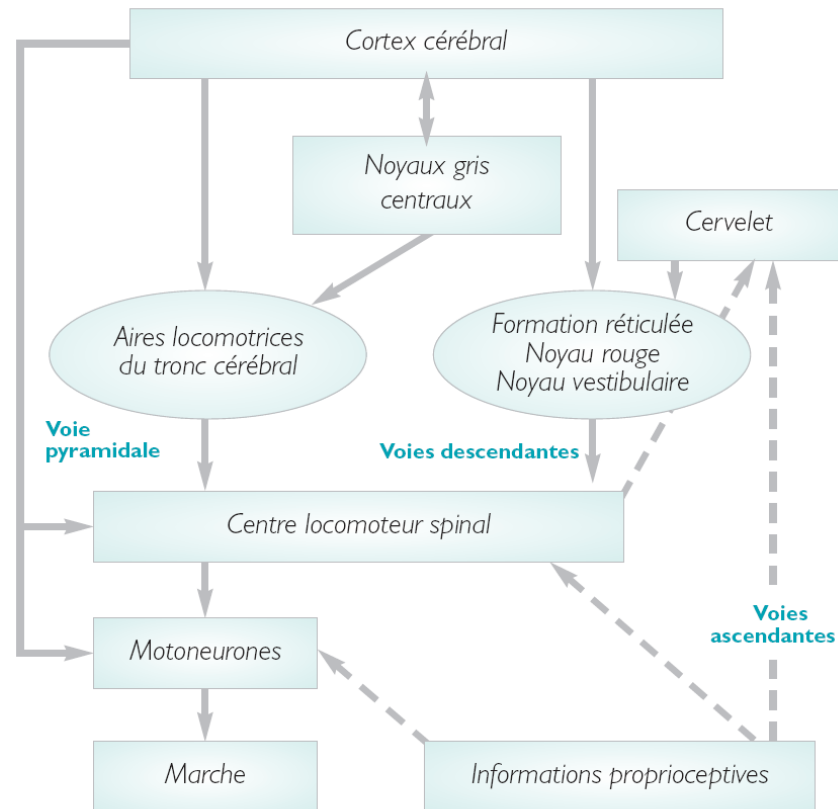 Cortex cérébral
Noyaux gris
centraux
Cervelet
Aires locomotrices
du tronc cérébral
Formation réticulée
Noyau rouge
Noyau vestibulaire
Voie
pyramidale
Voies descendantes
Centre locomoteur spinal
Voies
ascendantes
Motoneurones
Marche
Informations proprioceptives